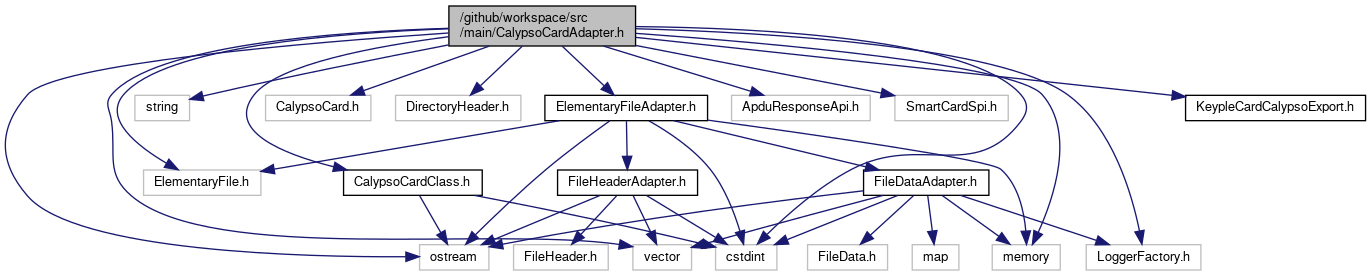 /github/workspace/src
/main/CalypsoCardAdapter.h
string
CalypsoCard.h
DirectoryHeader.h
ElementaryFileAdapter.h
ApduResponseApi.h
SmartCardSpi.h
KeypleCardCalypsoExport.h
ElementaryFile.h
CalypsoCardClass.h
FileHeaderAdapter.h
FileDataAdapter.h
ostream
FileHeader.h
vector
cstdint
FileData.h
map
memory
LoggerFactory.h